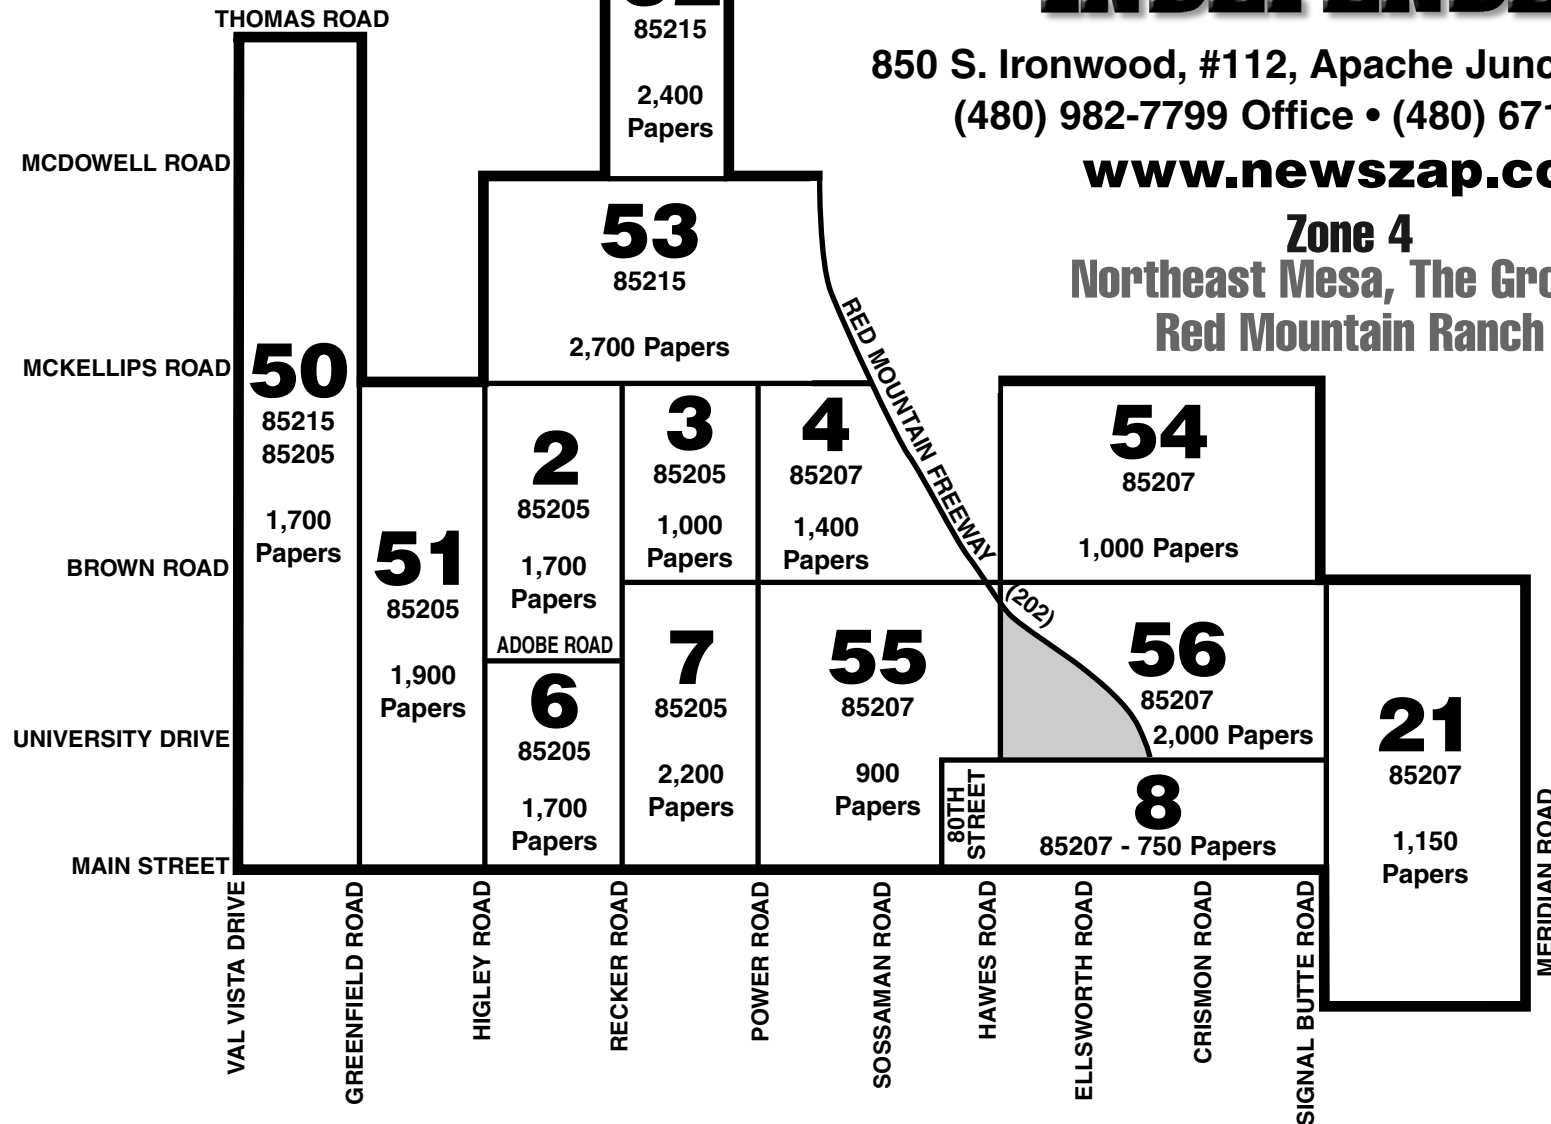 THOMAS ROAD
85215
2,400
Papers
850 S. Ironwood, #112, Apache
(480) 982-7799 Office • (480)
www.newszap.
Zone 4
Northeast Mesa, The
Red Mountain Ranch
MCDOWELL ROAD
53
85215
2,700 Papers
RED MOUNTAIN FREEWAY
(202)
MCKELLIPS ROAD
50
85215
85205
1,700
Papers
51
85205
1,900
Papers
2
85205
1,700
Papers
ADOBE ROAD
3
85205
1,000
Papers
4
85207
1,400
Papers
54
85207
1,000 Papers
BROWN ROAD
6
85205
1,700
Papers
7
85205
2,200
Papers
55
85207
900
Papers
56
85207
2,000 Papers
21
85207
1,150
Papers
UNIVERSITY DRIVE
80TH
STREET
8
85207 - 750 Papers
MAIN STREET
VAL VISTA DRIVE
GREENFIELD ROAD
HIGLEY ROAD
RECKER ROAD
POWER ROAD
SOSSAMAN ROAD
HAWES ROAD
ELLSWORTH ROAD
CRISMON ROAD
SIGNAL BUTTE ROAD
MERIDIAN ROAD